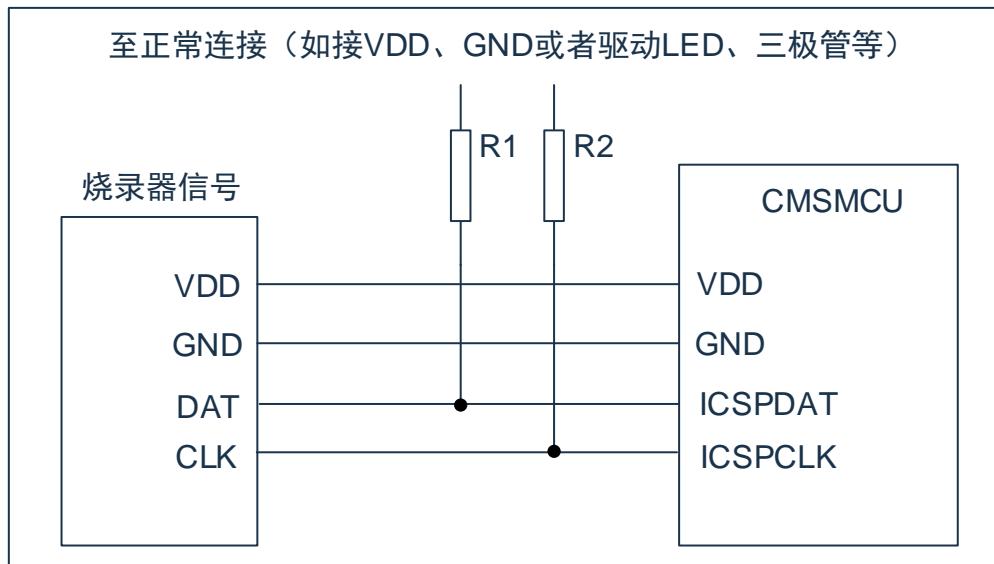 至正常连接（如接VDD、GND或者驱动LED、三极管等）
R1
R2
烧录器信号
CMSMCU
VDD
VDD
GND
GND
DAT
ICSPDAT
CLK
ICSPCLK